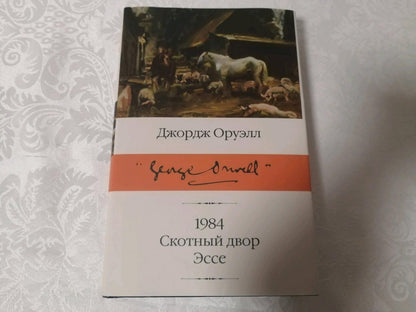 Джордж Оруэлл
"George Orwell"
1984
Скотный двор
Эссе